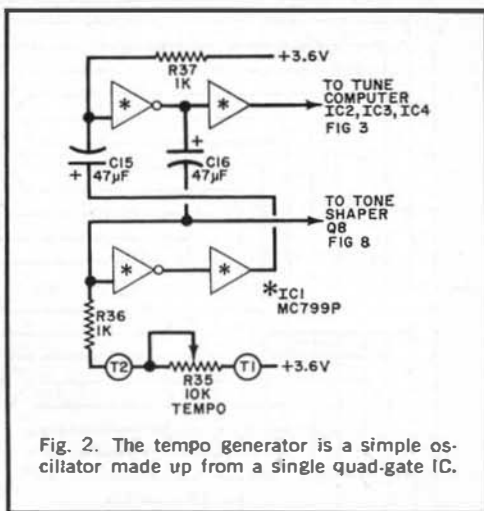 +3.6V
R37
1K
*
*
TO TUNE
COMPUTER
IC2, IC3, IC4
FIG 3
+
C15
47µF
+
C16
47µF
TO TONE
SHAPER
Q8
FIG 8
*
*
*IC1
MC799P
R36
1K
T2
T1
+3.6V
R35
10K
TEMPO
Fig. 2. The tempo generator is a simple os-
cillator made up from a single quad-gate IC.